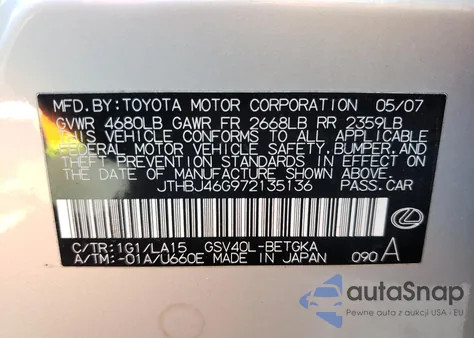 MFD.BY:TOYOTA MOTOR CORPORATION 05/07
GVWR 4680LB GAWR FR 2668LB RR 2359LB
THIS VEHICLE CONFORMS TO ALL APPLICABLE
FEDERAL MOTOR VEHICLE SAFETY,BUMPER,AND
THEFT PREVENTION STANDARDS IN EFFECT ON
THE DATE OF MANUFACTURE SHOWN ABOVE.
JTHBJ46G972135136 PASS.CAR
C/TR:1G1/LA15 GSV40L-BETGKA
A/TM:-01A/U660E MADE IN JAPAN 090 A
autoSnap
Pewne auta z aukcji USA - EU